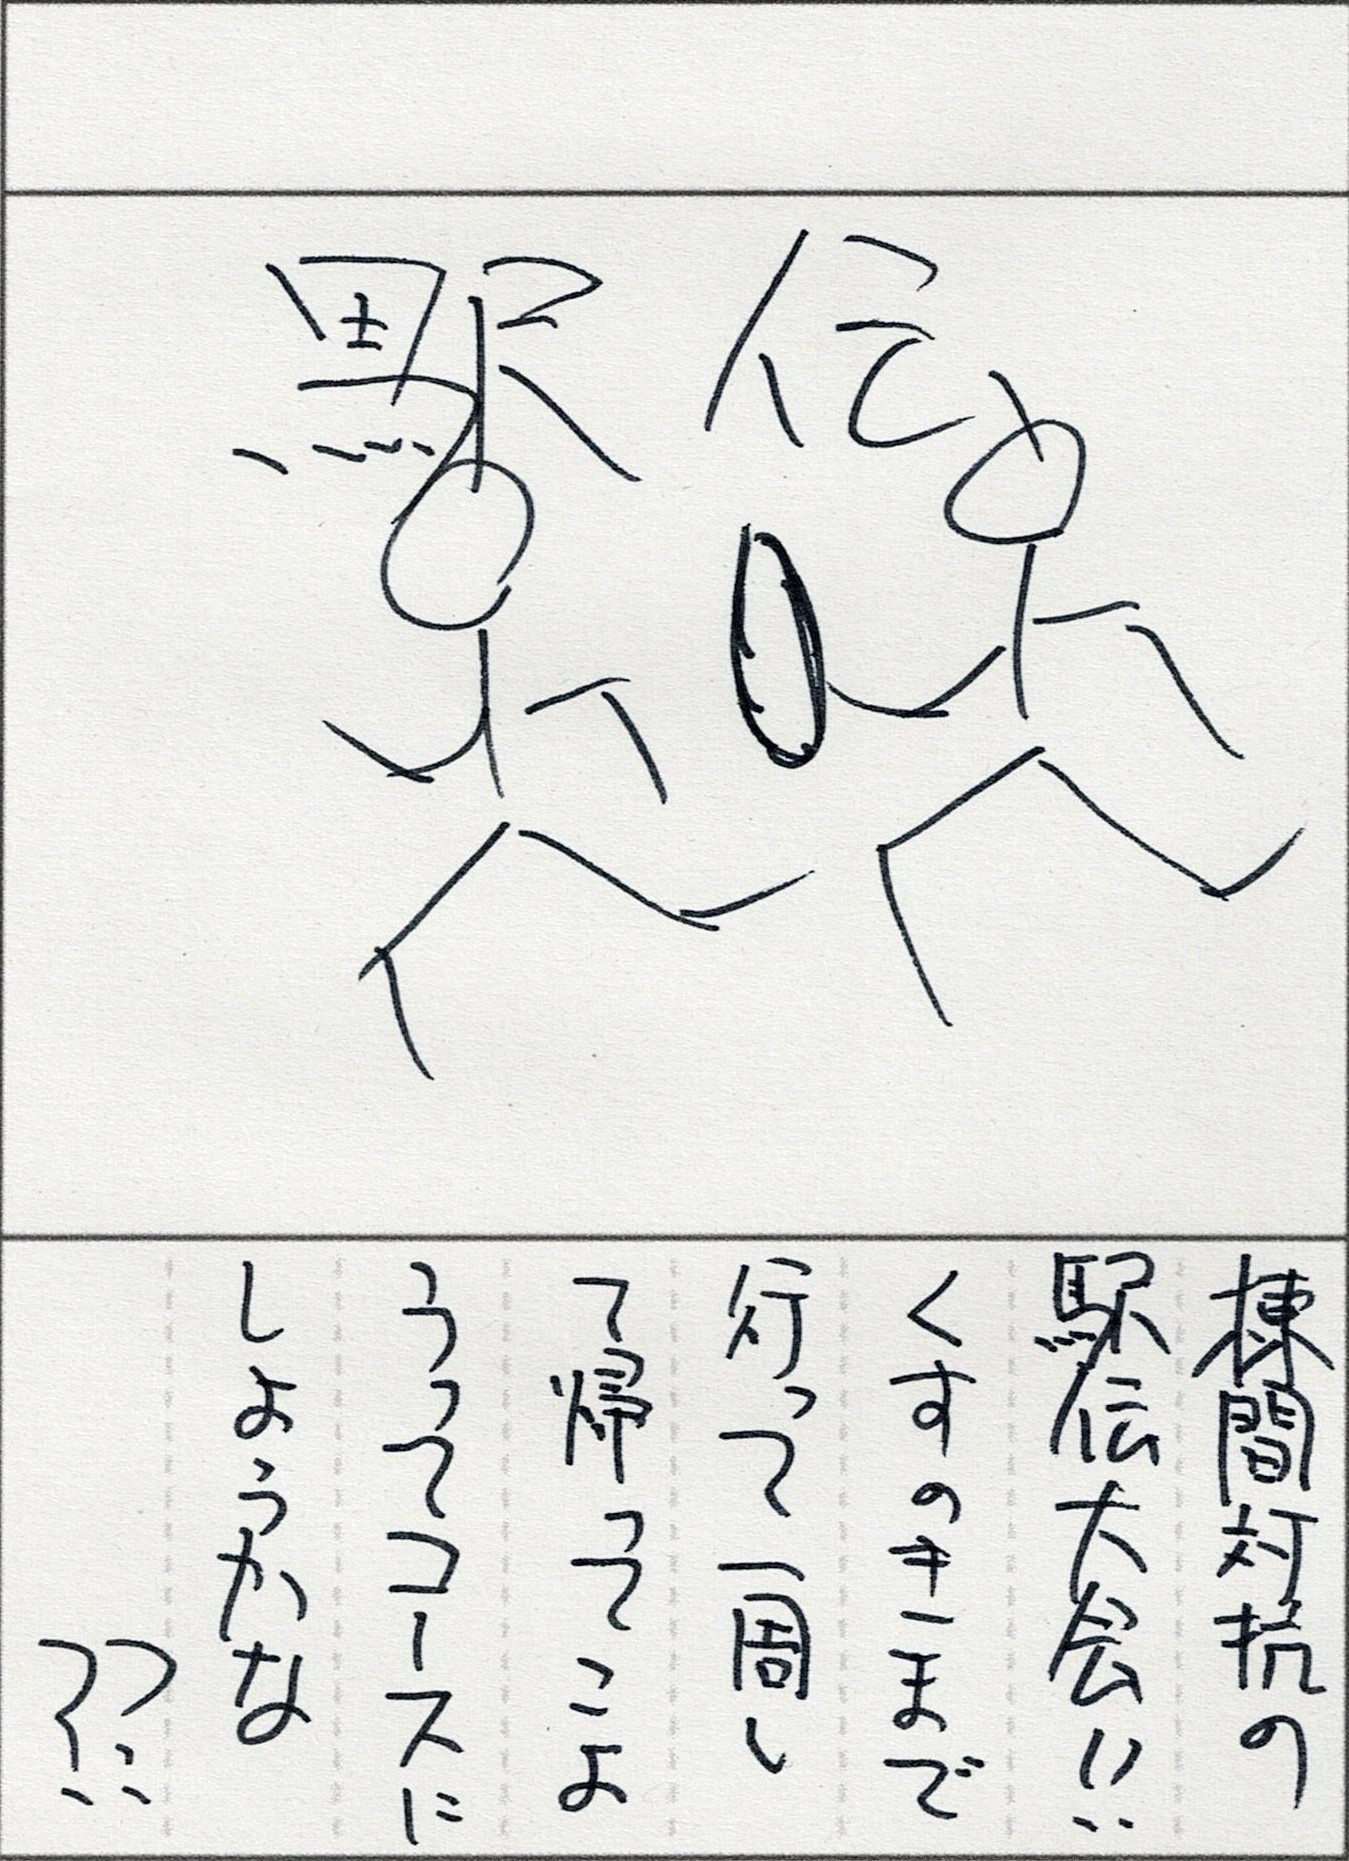 駅伝
棟間対抗の
駅伝大会!!
くすのきまで
行って一周し
て帰ってこよ
うってコースに
しようかな
??